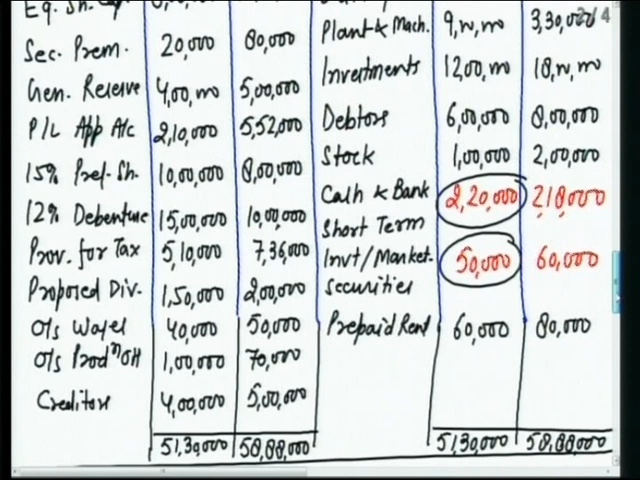 Sec. Prem. 20,000 80,000 Plant & Mach. 9,00,000 3,30,000
Gen. Reserve 4,00,000 5,00,000 Investments 12,00,000 18,00,000
P/L App A/c 2,10,000 5,52,000 Debtors 6,00,000 8,00,000
15% Pref. Sh. 10,00,000 8,00,000 Stock 1,00,000 2,00,000
12% Debenture 15,00,000 10,00,000 Cash & Bank 2,20,000 2,18,000
Prov. for Tax 5,10,000 7,36,000 Short Term
Proposed Div. 1,50,000 2,00,000 Invt/Market. 50,000 60,000
Securities
O/s Wages 40,000 50,000 Prepaid Rent 60,000 80,000
O/s Prodⁿ OH 1,00,000 70,000
Creditors 4,00,000 5,00,000
51,30,000 58,88,000 51,30,000 58,88,000